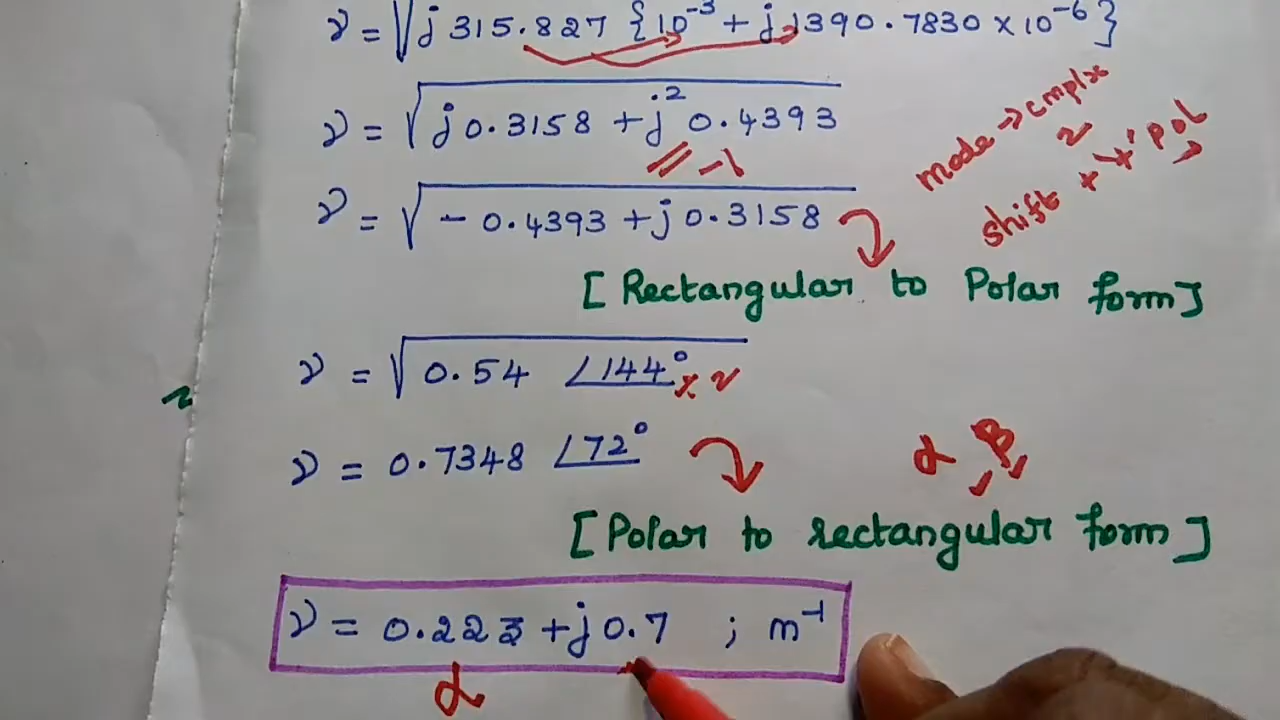 ν = √j 315.827 {10⁻³ + j 1390.7830 × 10⁻⁶}
ν = √j 0.3158 + j² 0.4393
-1
mode → cmplx
2
shift + '+' Pol
ν = √- 0.4393 + j 0.3158
[Rectangular to Polar form]
ν = √0.54 ∠144° × 2
ν = 0.7348 ∠72°
α β
[Polar to rectangular form]
ν = 0.223 + j 0.7 ; m⁻¹
α